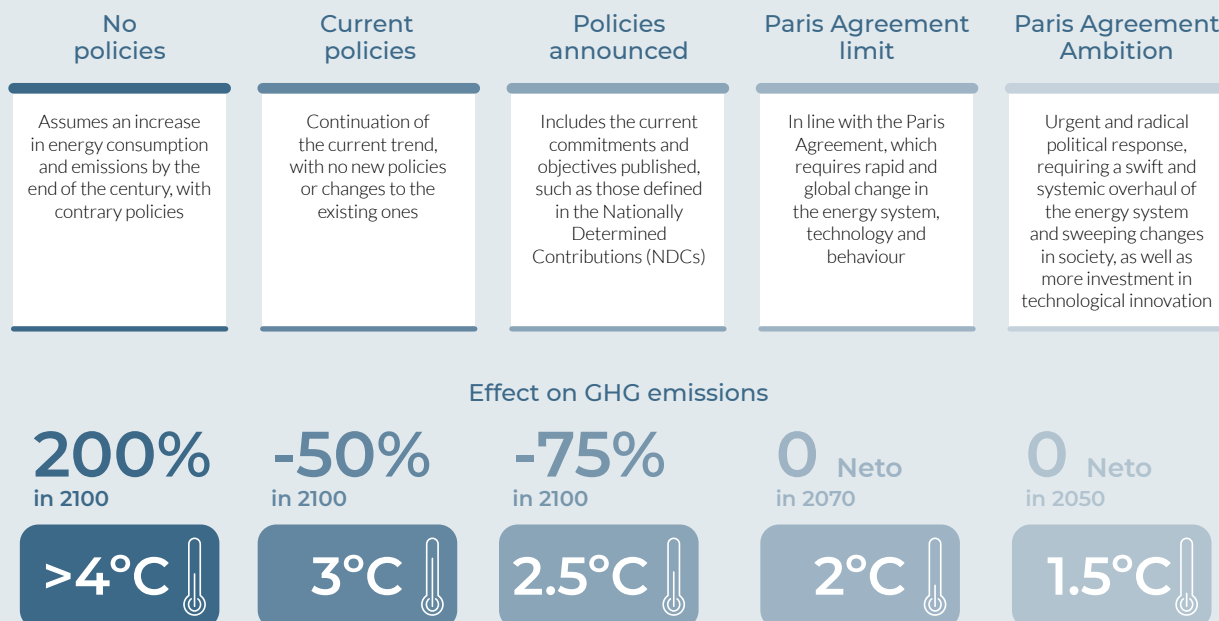 No
policies
Assumes an increase
in energy consumption
and emissions by the
end of the century, with
contrary policies
Current
policies
Continuation of
the current trend,
with no new policies
or changes to the
existing ones
Policies
announced
Includes the current
commitments and
objectives published,
such as those defined
in the Nationally
Determined
Contributions (NDCs)
Paris Agreement
limit
In line with the Paris
Agreement, which
requires rapid and
global change in
the energy system,
technology and
behaviour
Paris Agreement
Ambition
Urgent and radical
political response,
requiring a swift and
systemic overhaul of
the energy system
and sweeping changes
in society, as well as
more investment in
technological innovation
Effect on GHG emissions
200%
in 2100
>4ºC
-50%
in 2100
3ºC
-75%
in 2100
2.5ºC
0 Neto
in 2070
2ºC
0 Neto
in 2050
1.5ºC